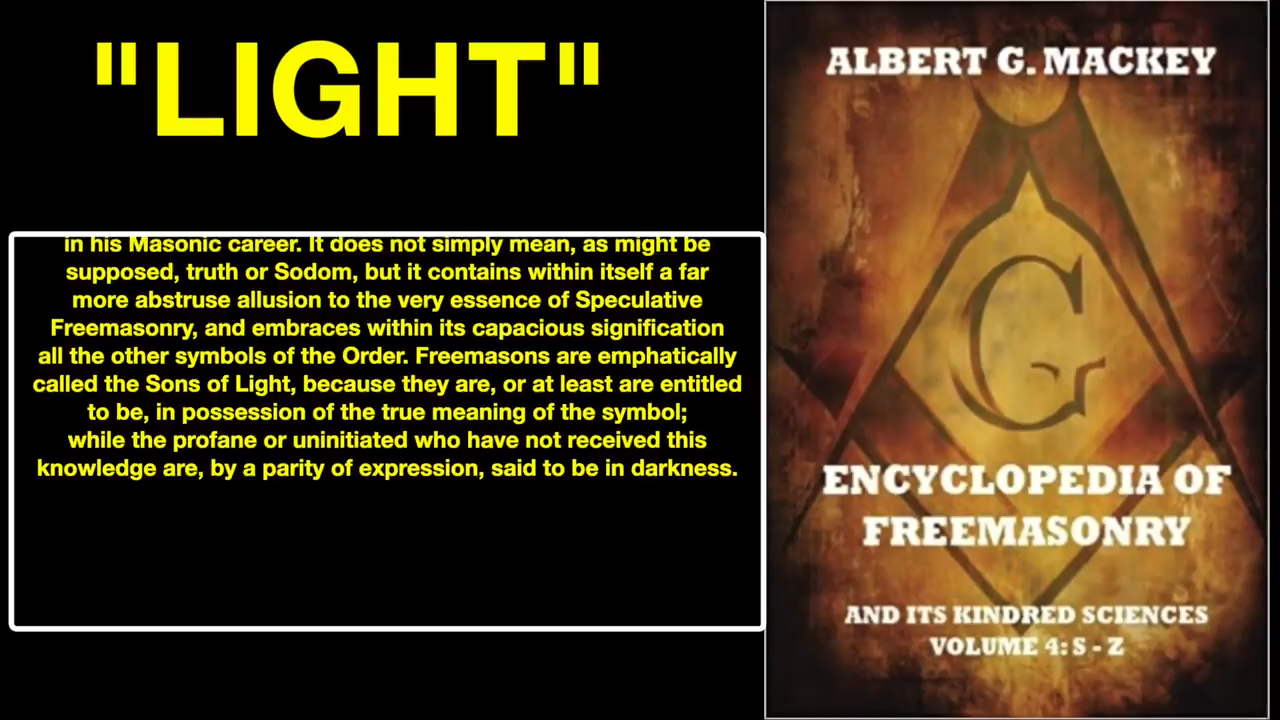 "LIGHT"
in his Masonic career. It does not simply mean, as might be
supposed, truth or Sodom, but it contains within itself a far
more abstruse allusion to the very essence of Speculative
Freemasonry, and embraces within its capacious signification
all the other symbols of the Order. Freemasons are emphatically
called the Sons of Light, because they are, or at least are entitled
to be, in possession of the true meaning of the symbol;
while the profane or uninitiated who have not received this
knowledge are, by a parity of expression, said to be in darkness.
ALBERT G. MACKEY
G
ENCYCLOPEDIA OF
FREEMASONRY
AND ITS KINDRED SCIENCES
VOLUME 4: S - Z